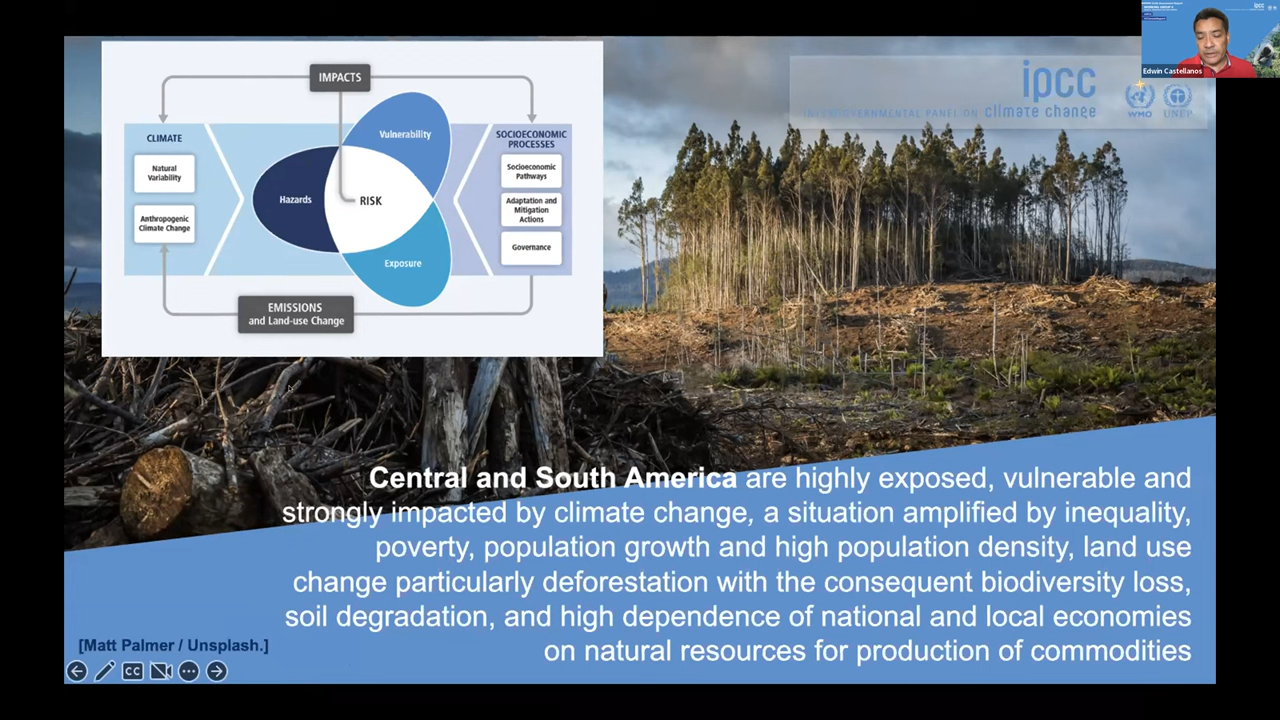 IMPACTS
CLIMATE
Natural
Variability
Anthropogenic
Climate Change
Hazards
Vulnerability
RISK
Exposure
SOCIOECONOMIC
PROCESSES
Socioeconomic
Pathways
Adaptation and
Mitigation
Actions
Governance
EMISSIONS
and Land-use Change
ipcc
INTERGOVERNMENTAL PANEL ON climate change
WMO
UNEP
ipcc
Edwin Castellanos
Central and South America are highly exposed, vulnerable and
strongly impacted by climate change, a situation amplified by inequality,
poverty, population growth and high population density, land use
change particularly deforestation with the consequent biodiversity loss,
soil degradation, and high dependence of national and local economies
on natural resources for production of commodities
[Matt Palmer / Unsplash.]
CC